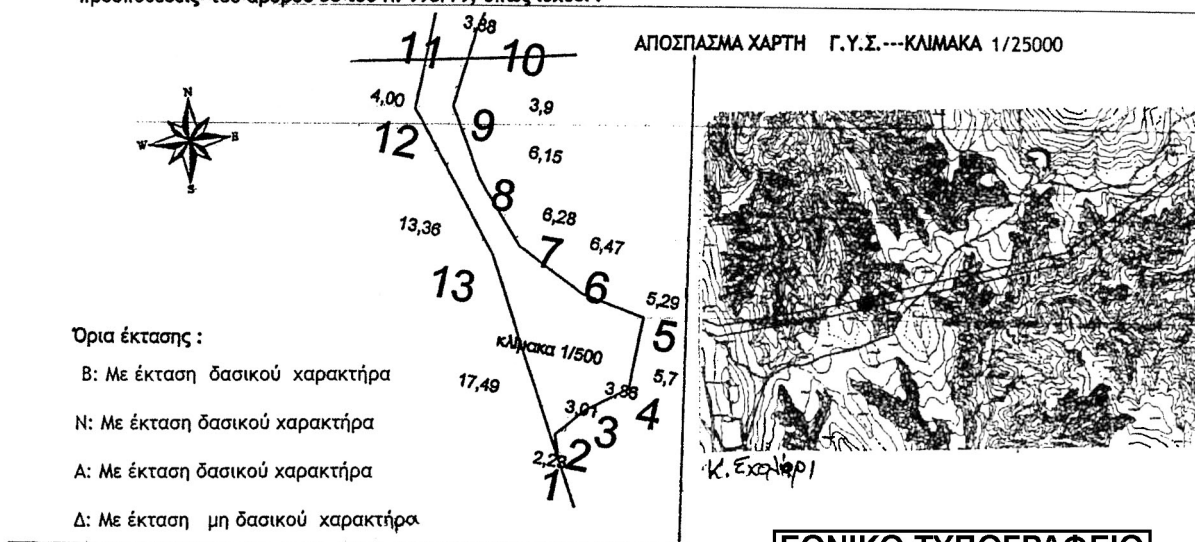 ΑΠΟΣΠΑΣΜΑ ΧΑΡΤΗ Γ.Υ.Σ.---ΚΛΙΜΑΚΑ 1/25000
3,88
11
10
N
W
E
S
4,00
12
9
3,9
6,15
8
6,28
6,47
7
13,36
13
6
5,29
5
κλίμακα 1/500
5,7
17,49
3,88
4
3,01
3
2,23
2
1
Όρια έκτασης :
Β: Με έκταση δασικού χαρακτήρα
Ν: Με έκταση δασικού χαρακτήρα
Α: Με έκταση δασικού χαρακτήρα
Δ: Με έκταση μη δασικού χαρακτήρα
ΕΘΝΙΚΟ ΤΥΠΟΓΡΑΦΕΙΟ